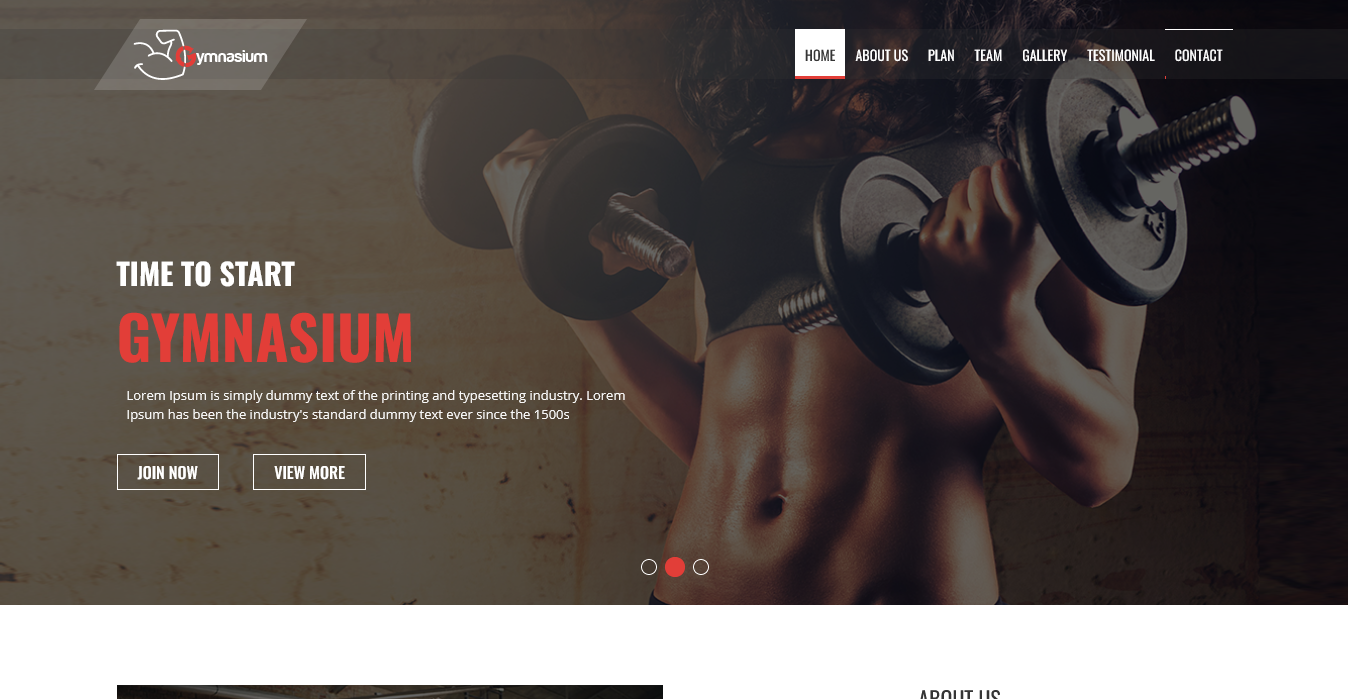 Gymnasium
HOME ABOUT US PLAN TEAM GALLERY TESTIMONIAL CONTACT
TIME TO START
GYMNASIUM
Lorem Ipsum is simply dummy text of the printing and typesetting industry. Lorem
Ipsum has been the industry's standard dummy text ever since the 1500s
JOIN NOW VIEW MORE
ABOUT US